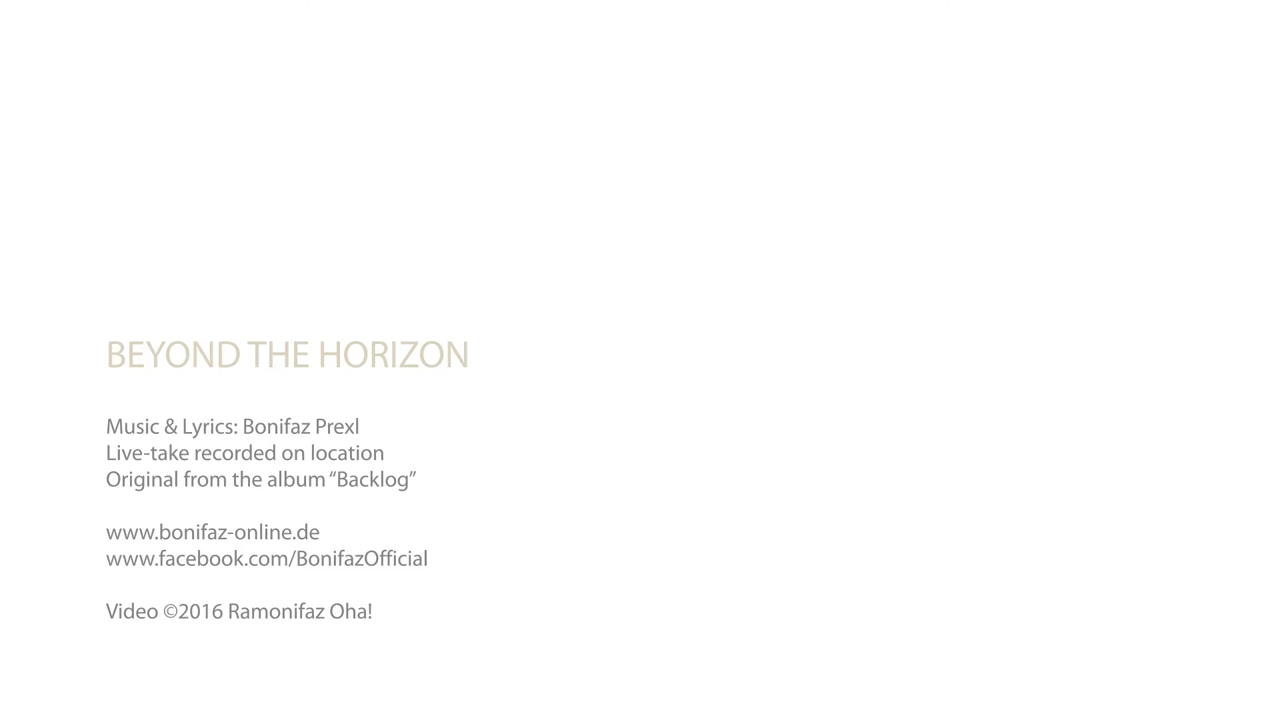 BEYOND THE HORIZON
Music & Lyrics: Bonifaz Prexl
Live-take recorded on location
Original from the album “Backlog”
www.bonifaz-online.de
www.facebook.com/BonifazOfficial
Video ©2016 Ramonifaz Oha!